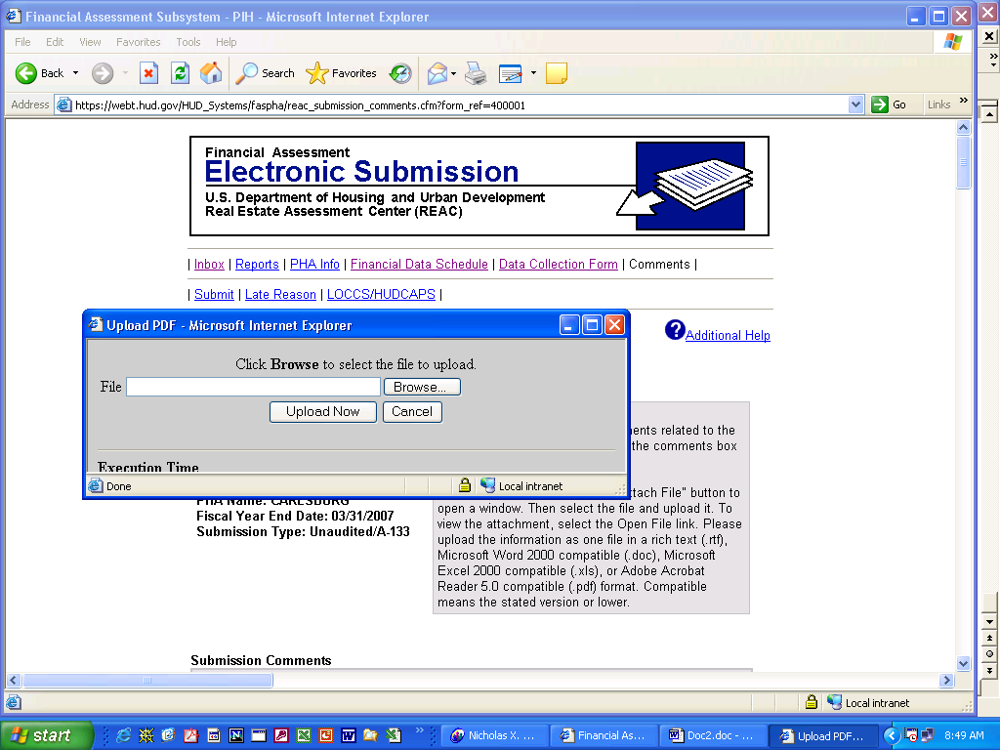 Financial Assessment Subsystem - PIH - Microsoft Internet Explorer
File Edit View Favorites Tools Help
Back Search Favorites
Address https://webt.hud.gov/HUD_Systems/faspha/reac_submission_comments.cfm?form_ref=400001 Go Links »
Financial Assessment
Electronic Submission
U.S. Department of Housing and Urban Development
Real Estate Assessment Center (REAC)
| Inbox | Reports | PHA Info | Financial Data Schedule | Data Collection Form | Comments |
| Submit | Late Reason | LOCCS/HUDCAPS |
Additional Help
Upload PDF - Microsoft Internet Explorer
Click Browse to select the file to upload.
File Browse...
Upload Now Cancel
Execution Time
Done Local intranet
related to the
the comments box
File" button to
open a window. Then select the file and upload it. To
view the attachment, select the Open File link. Please
upload the information as one file in a rich text (.rtf),
Microsoft Word 2000 compatible (.doc), Microsoft
Excel 2000 compatible (.xls), or Adobe Acrobat
Reader 5.0 compatible (.pdf) format. Compatible
means the stated version or lower.
PHA Name: CARLSBURG
Fiscal Year End Date: 03/31/2007
Submission Type: Unaudited/A-133
Submission Comments
Local intranet
start » Nicholas X. ... Financial As... Doc2.doc - ... Upload PDF... 8:49 AM